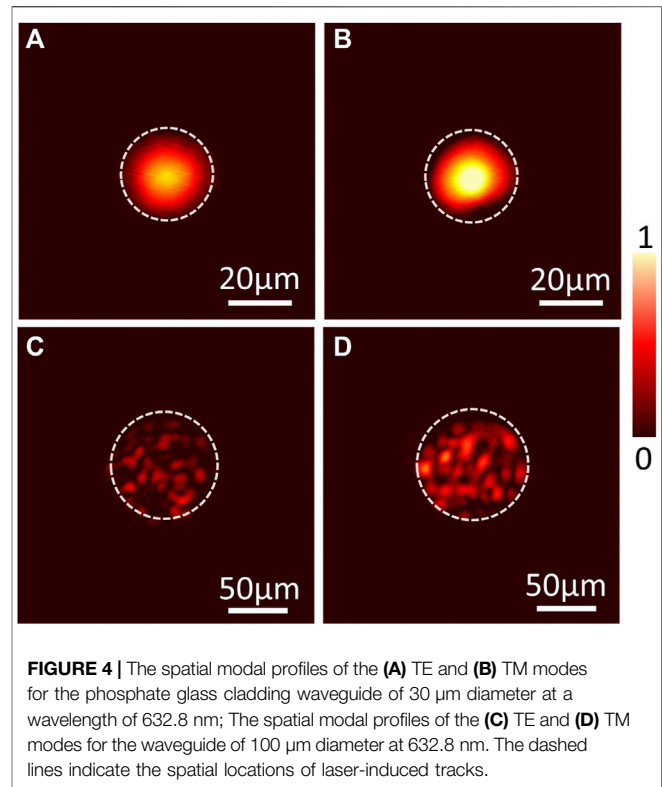 A
B
20μm
20μm
1
C
D
0
50μm
50μm
FIGURE 4 | The spatial modal profiles of the (A) TE and (B) TM modes
for the phosphate glass cladding waveguide of 30 μm diameter at a
wavelength of 632.8 nm; The spatial modal profiles of the (C) TE and (D) TM
modes for the waveguide of 100 μm diameter at 632.8 nm. The dashed
lines indicate the spatial locations of laser-induced tracks.